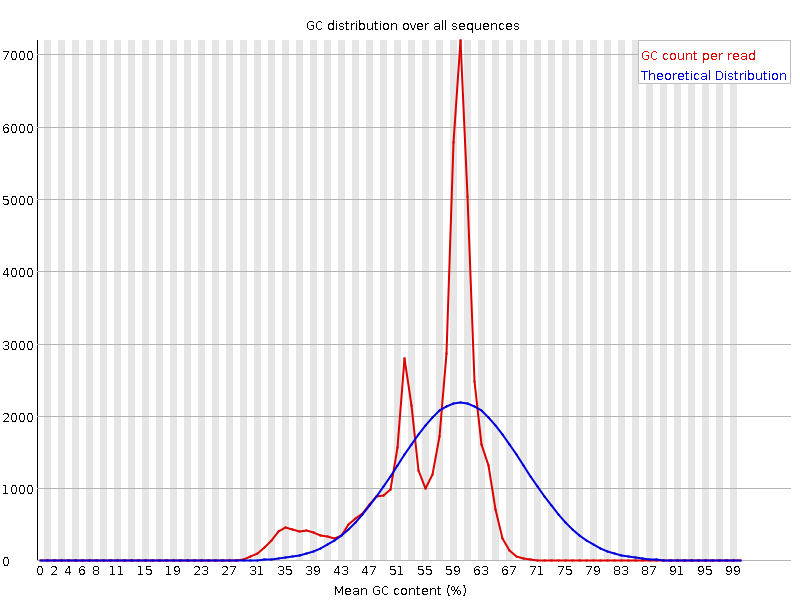 GC distribution over all sequences
GC count per read
Theoretical Distribution
7000
6000
5000
4000
3000
2000
1000
0
0 2 4 6 8 11 15 19 23 27 31 35 39 43 47 51 55 59 63 67 71 75 79 83 87 91 95 99
Mean GC content (%)